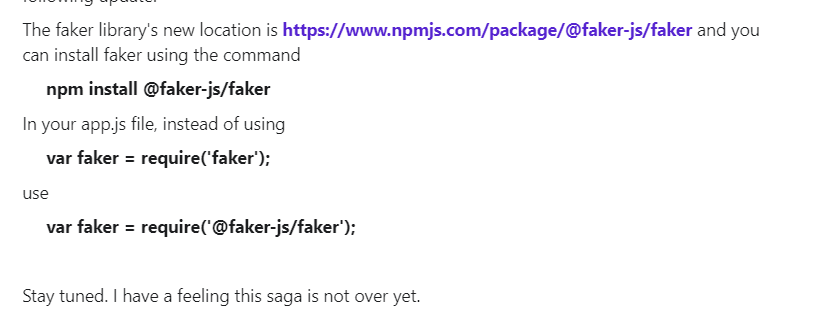 following update:
The faker library's new location is https://www.npmjs.com/package/@faker-js/faker and you
can install faker using the command
npm install @faker-js/faker
In your app.js file, instead of using
var faker = require('faker');
use
var faker = require('@faker-js/faker');
Stay tuned. I have a feeling this saga is not over yet.